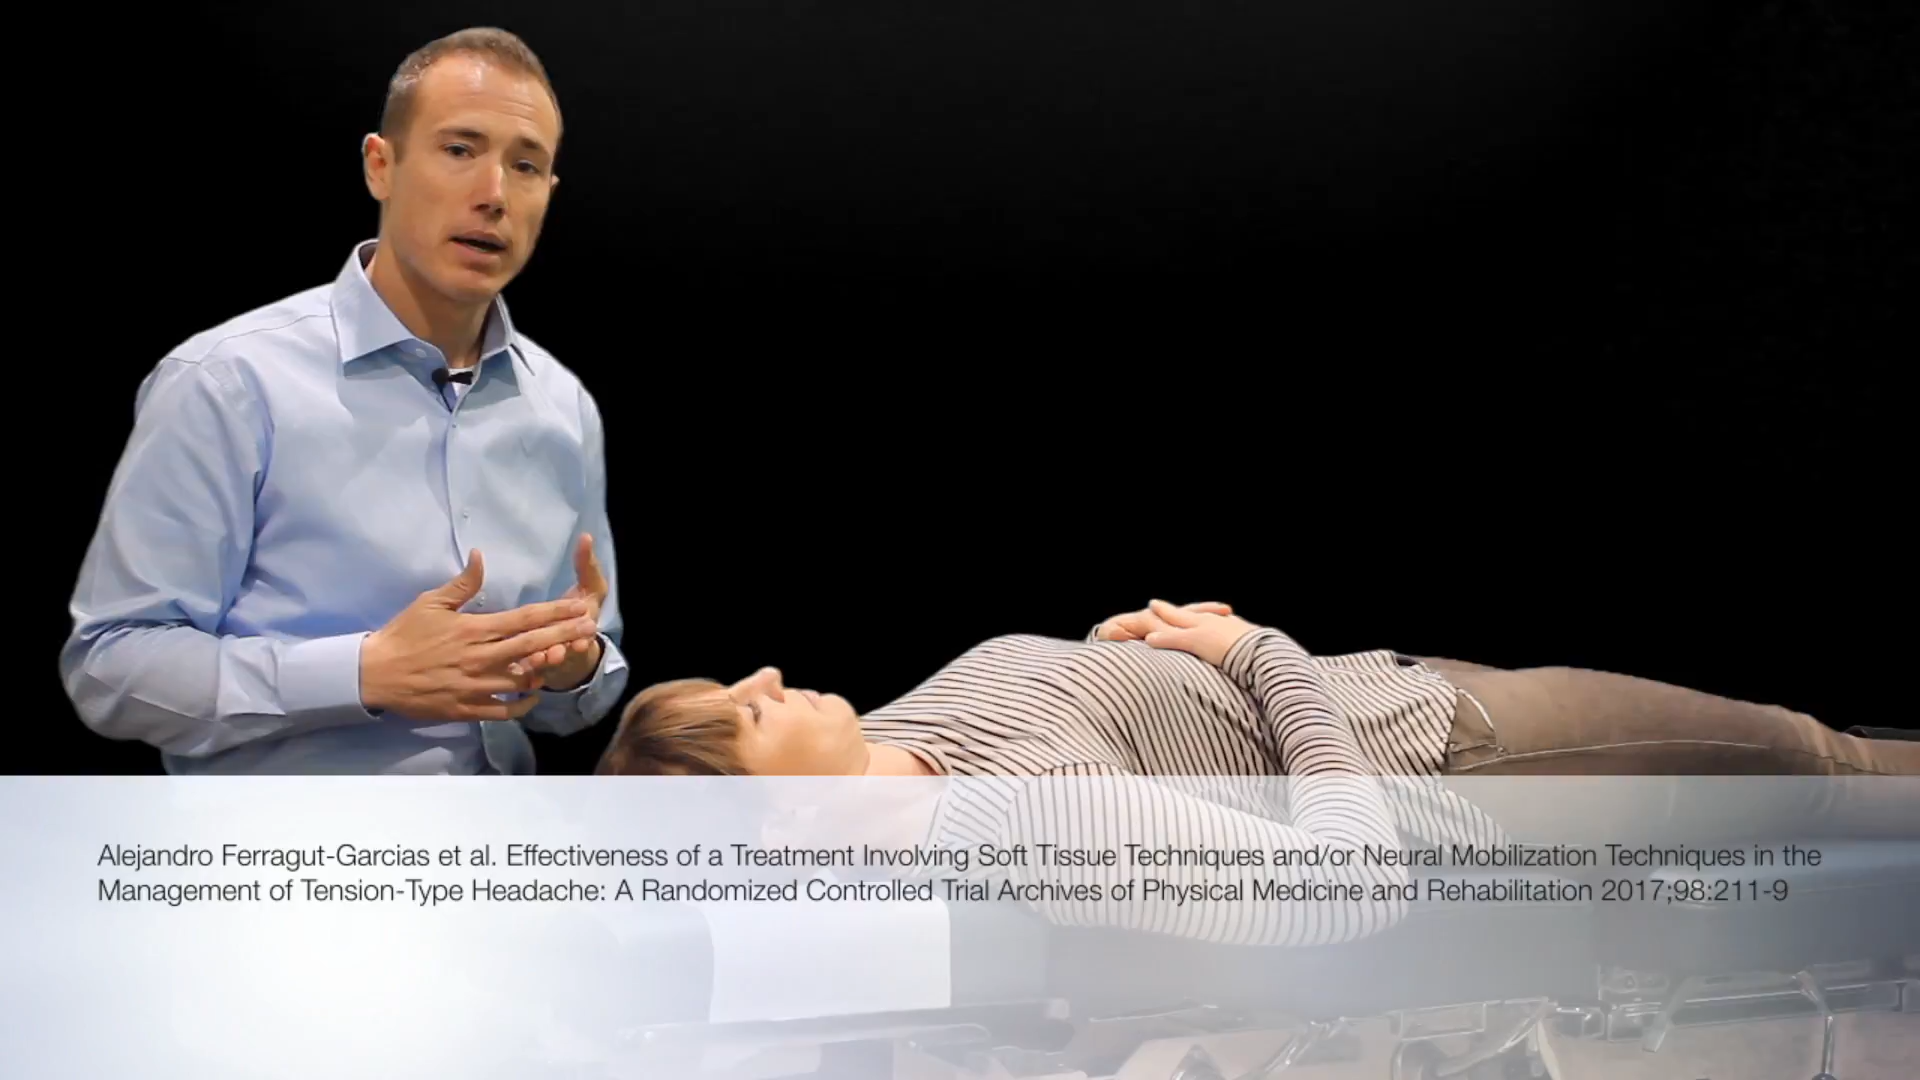 Alejandro Ferragut-Garcias et al. Effectiveness of a Treatment Involving Soft Tissue Techniques and/or Neural Mobilization Techniques in the
Management of Tension-Type Headache: A Randomized Controlled Trial Archives of Physical Medicine and Rehabilitation 2017;98:211-9